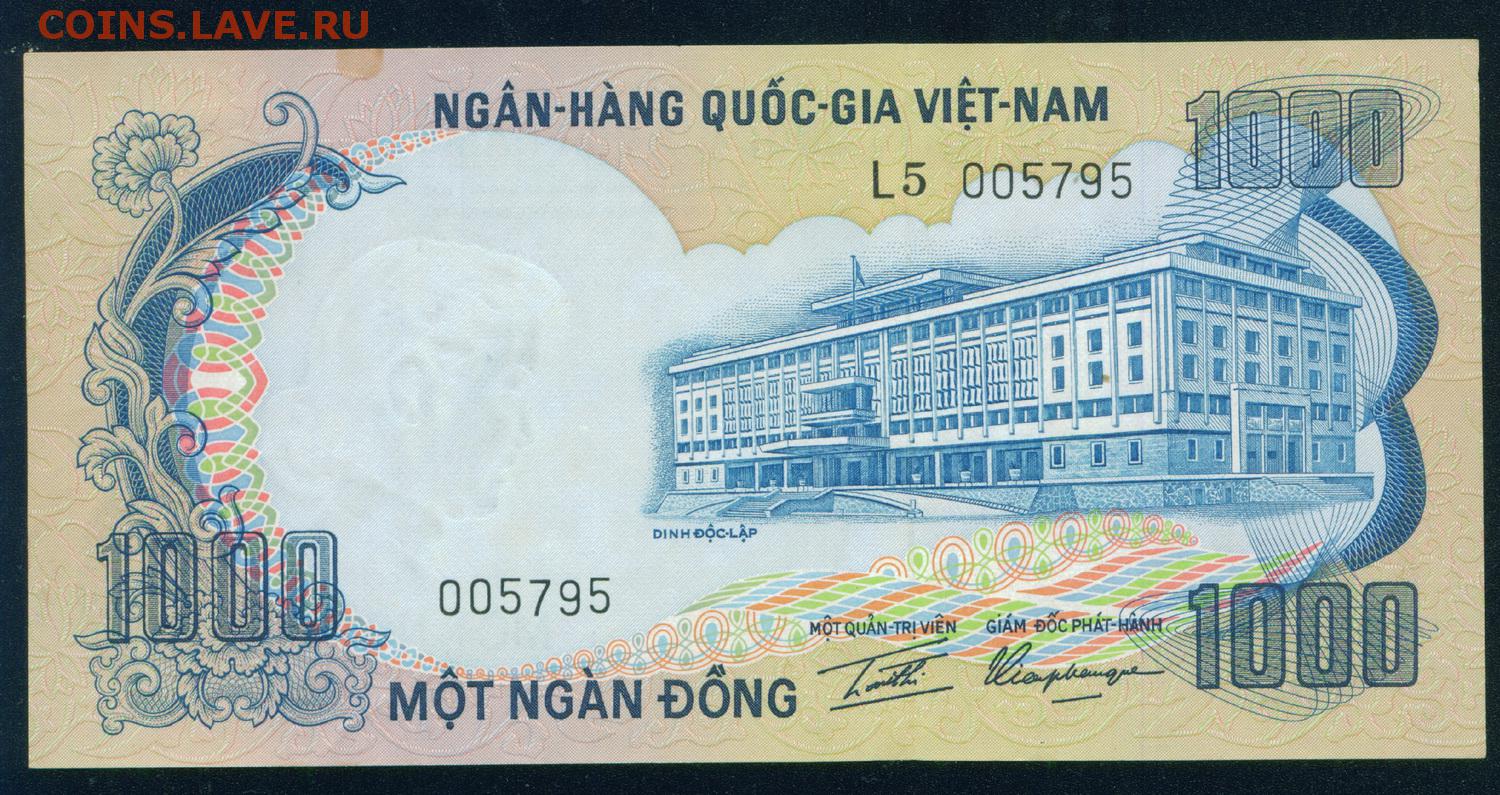 COINS.LAVE.RU
NGÂN-HÀNG QUỐC-GIA VIỆT-NAM
1000
L5 005795
DINH ĐỘC-LẬP
1000
005795
MỘT QUẢN-TRỊ VIÊN GIÁM ĐỐC PHÁT-HÀNH
1000
MỘT NGÀN ĐỒNG